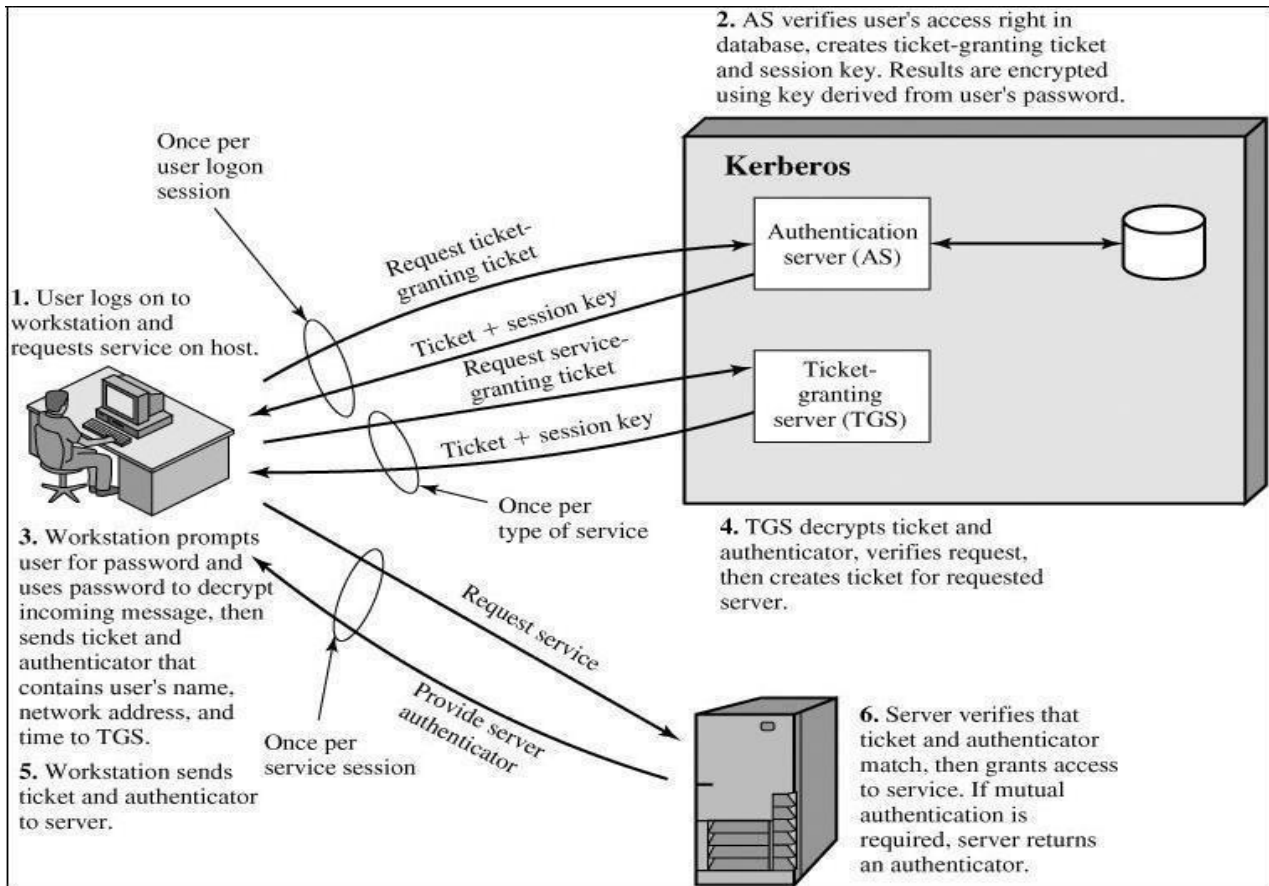 2. AS verifies user's access right in
database, creates ticket-granting ticket
and session key. Results are encrypted
using key derived from user's password.
Once per
user logon
session
Kerberos
Authentication
server (AS)
Request ticket-
granting ticket
Ticket + session key
1. User logs on to
workstation and
requests service on host.
Request service-
granting ticket
Ticket + session key
Ticket-
granting
server (TGS)
Once per
type of service
3. Workstation prompts
user for password and
uses password to decrypt
incoming message, then
sends ticket and
authenticator that
contains user's name,
network address, and
time to TGS.
4. TGS decrypts ticket and
authenticator, verifies request,
then creates ticket for requested
server.
Request service
Provide server
authenticator
Once per
service session
5. Workstation sends
ticket and authenticator
to server.
6. Server verifies that
ticket and authenticator
match, then grants access
to service. If mutual
authentication is
required, server returns
an authenticator.